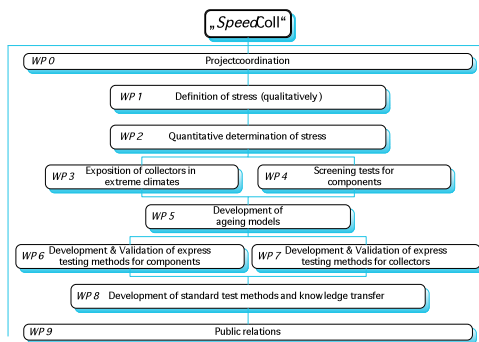 „SpeedColl“
WP 0 Projectcoordination
WP 1 Definition of stress (qualitatively)
WP 2 Quantitative determination of stress
WP 3 Exposition of collectors in
extreme climates
WP 4 Screening tests for
components
WP 5 Development of
ageing models
WP 6 Development & Validation of express
testing methods for components
WP 7 Development & Validation of express
testing methods for collectors
WP 8 Development of standard test methods and knowledge transfer
WP 9 Public relations